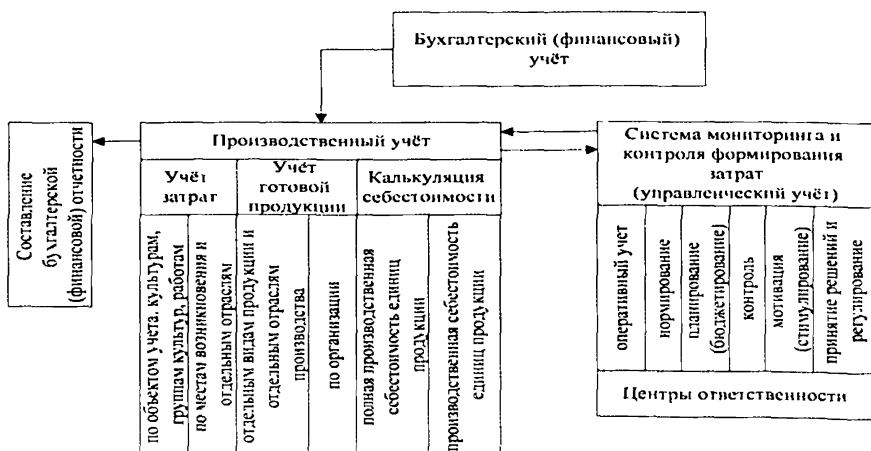 Бухгалтерский (финансовый)
учёт
Составление
бухгалтерской
(финансовой) отчетности
Производственный учёт
Учёт
затрат
Учёт
готовой
продукции
Калькуляция
себестоимости
по объектом учета, культурам,
группам культур, работам
по местам возникновения и
отдельным отраслям
отдельным видам продукции и
отдельным отраслям
производства
по организации
полная производственная
себестоимость единиц
продукции
производственная себестоимость
единиц продукции
Система мониторинга и
контроля формирования
затрат
(управленческий учёт)
оперативный учет
нормирование
планирование
(бюджетирование)
контроль
мотивация
(стимулирование)
принятие решений и
регулирование
Центры ответственности